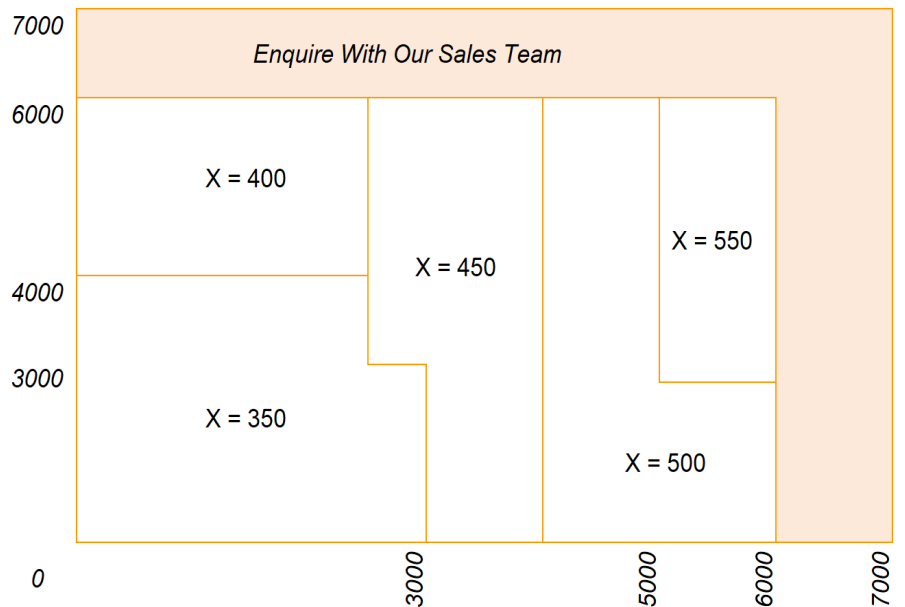 7000
Enquire With Our Sales Team
6000
X = 400
X = 550
X = 450
4000
3000
X = 350
X = 500
0
3000
5000
6000
7000